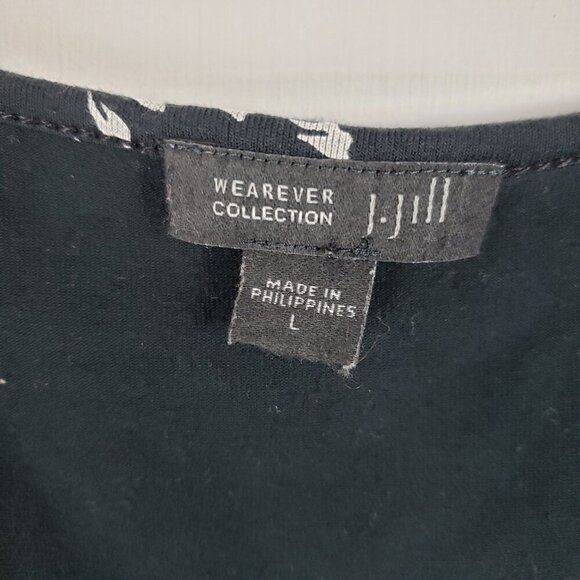 WEAREVER
COLLECTION
J.Jill
MADE IN
PHILIPPINES
L